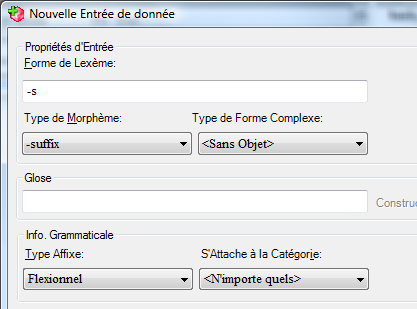 Nouvelle Entrée de donnée
Propriétés d'Entrée
Forme de Lexème:
-s
Type de Morphème: Type de Forme Complexe:
-suffix <Sans Objet>
Glose
Info. Grammaticale
Type Affixe: S'Attache à la Catégorie:
Flexionnel <N'importe quels>